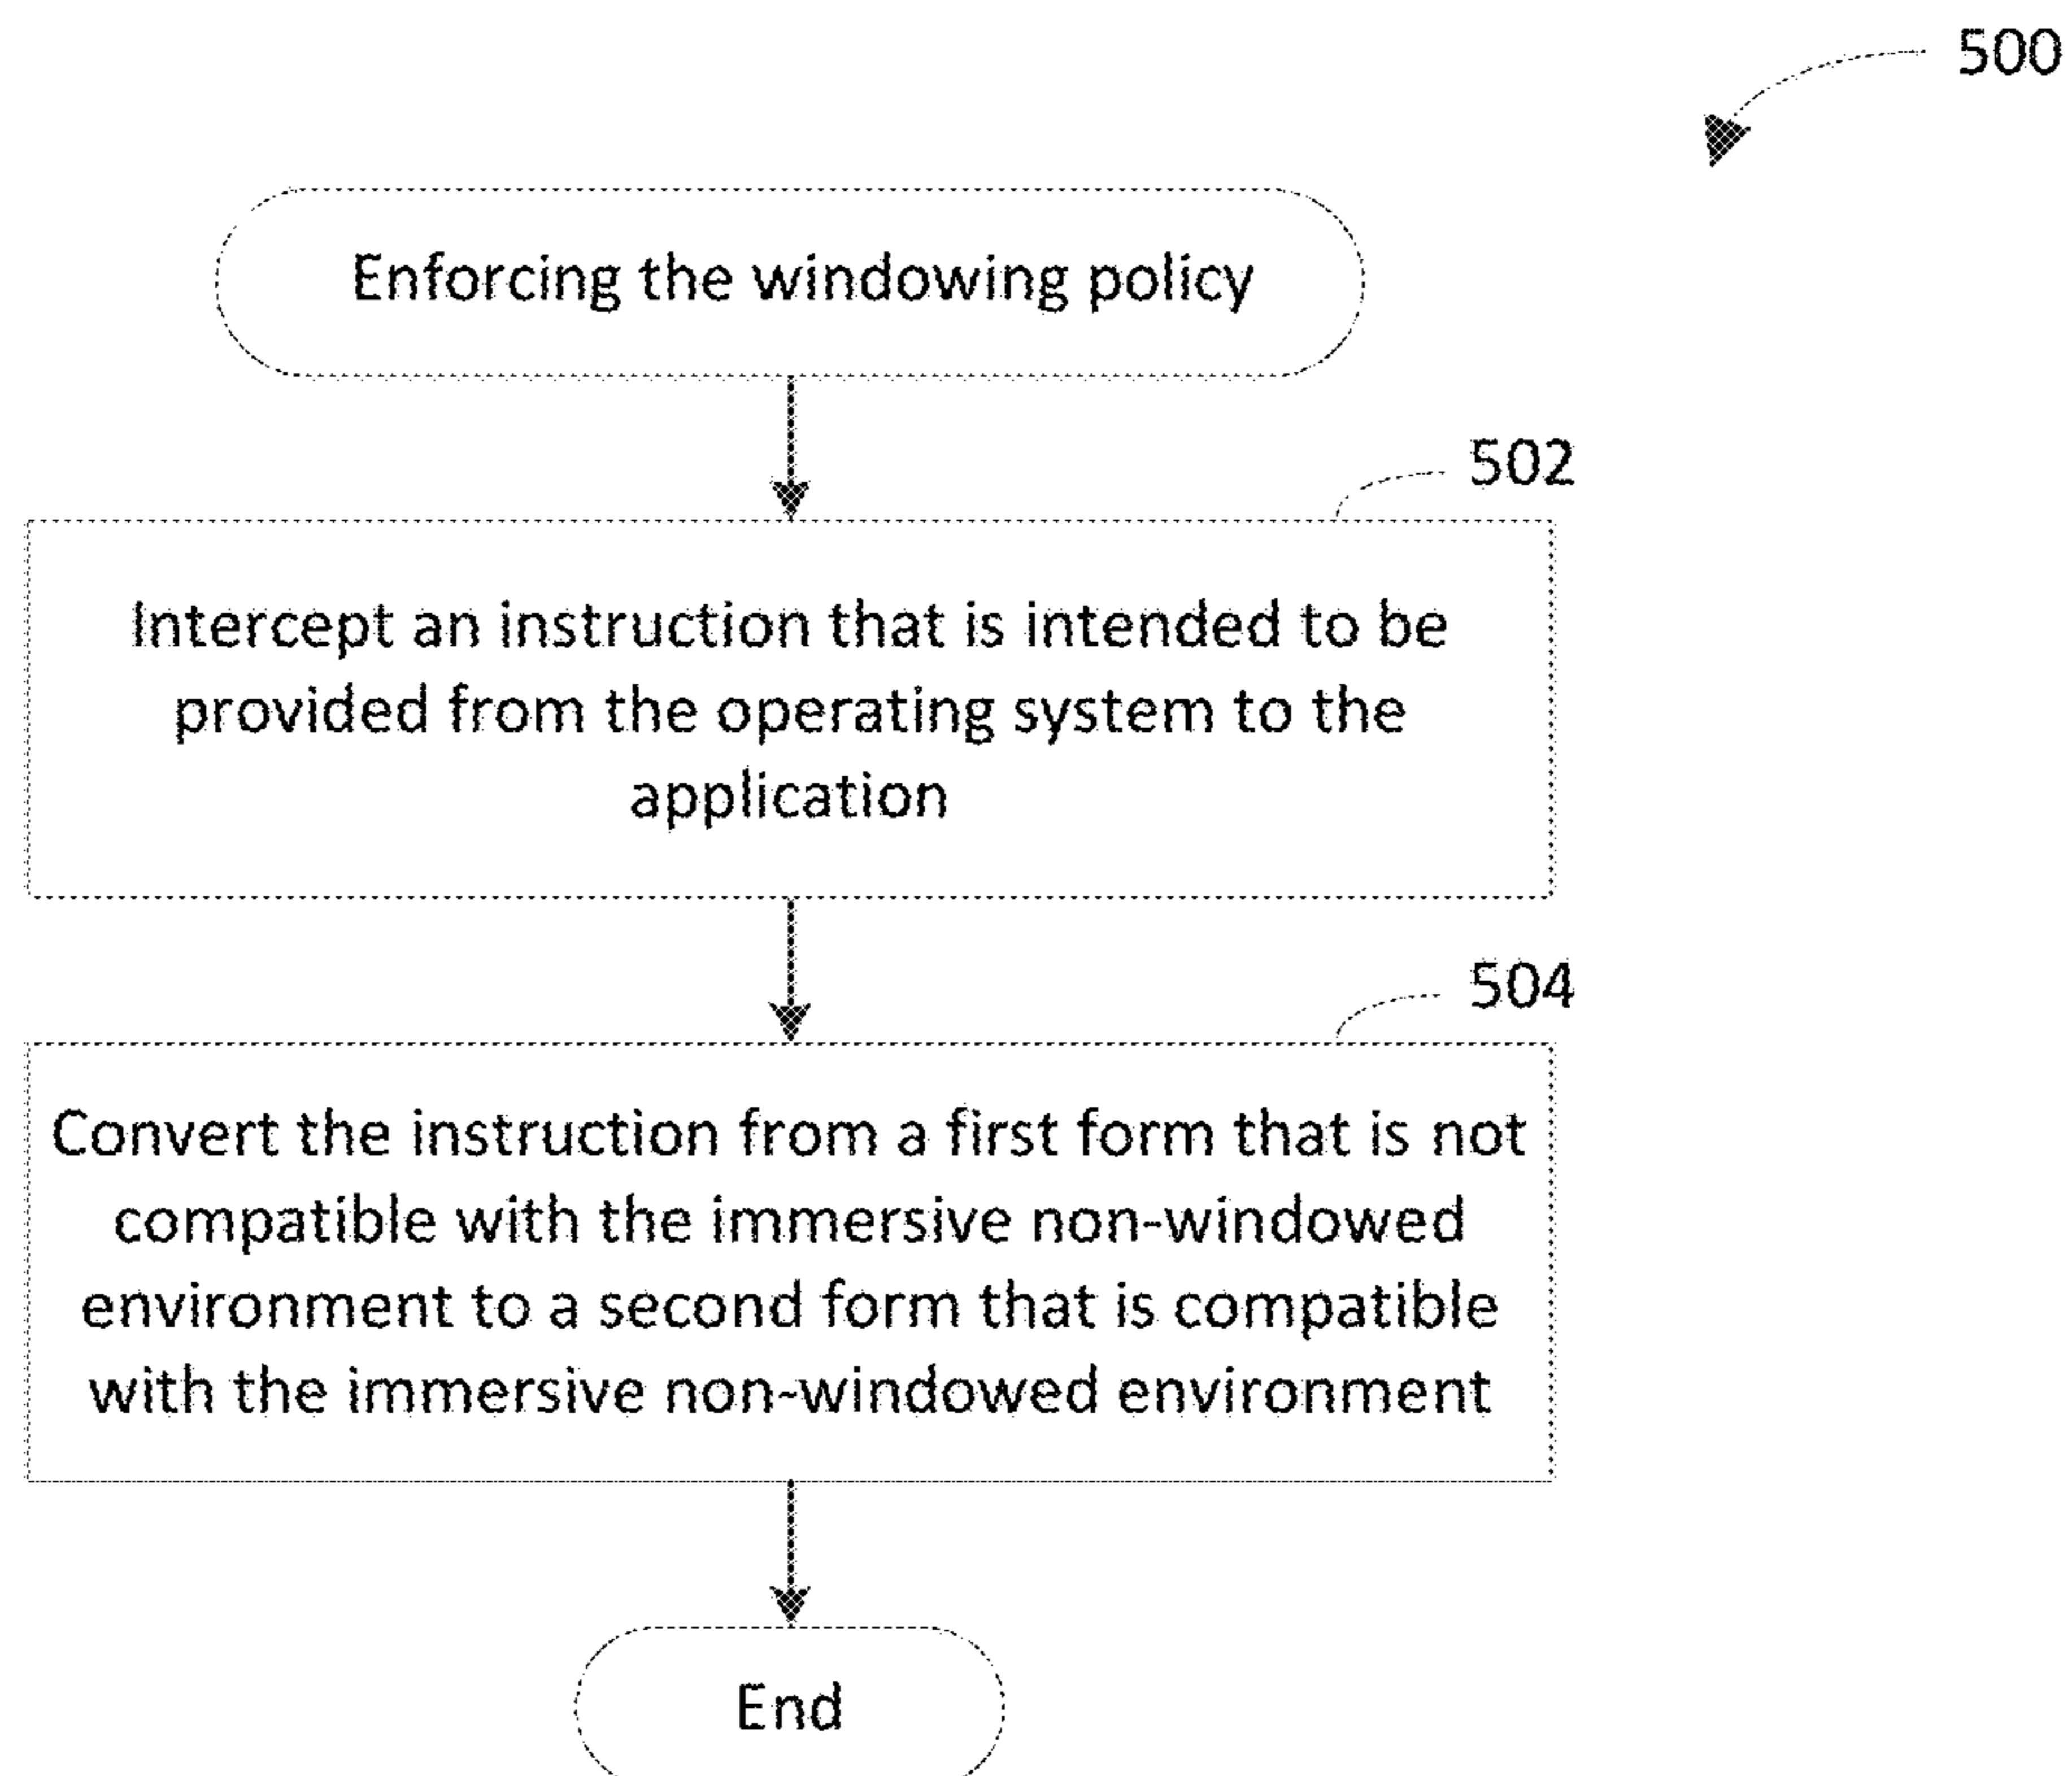 500
Enforcing the windowing policy
502
Intercept an instruction that is intended to be
provided from the operating system to the
application
504
Convert the instruction from a first form that is not
compatible with the immersive non-windowed
environment to a second form that is compatible
with the immersive non-windowed environment
End